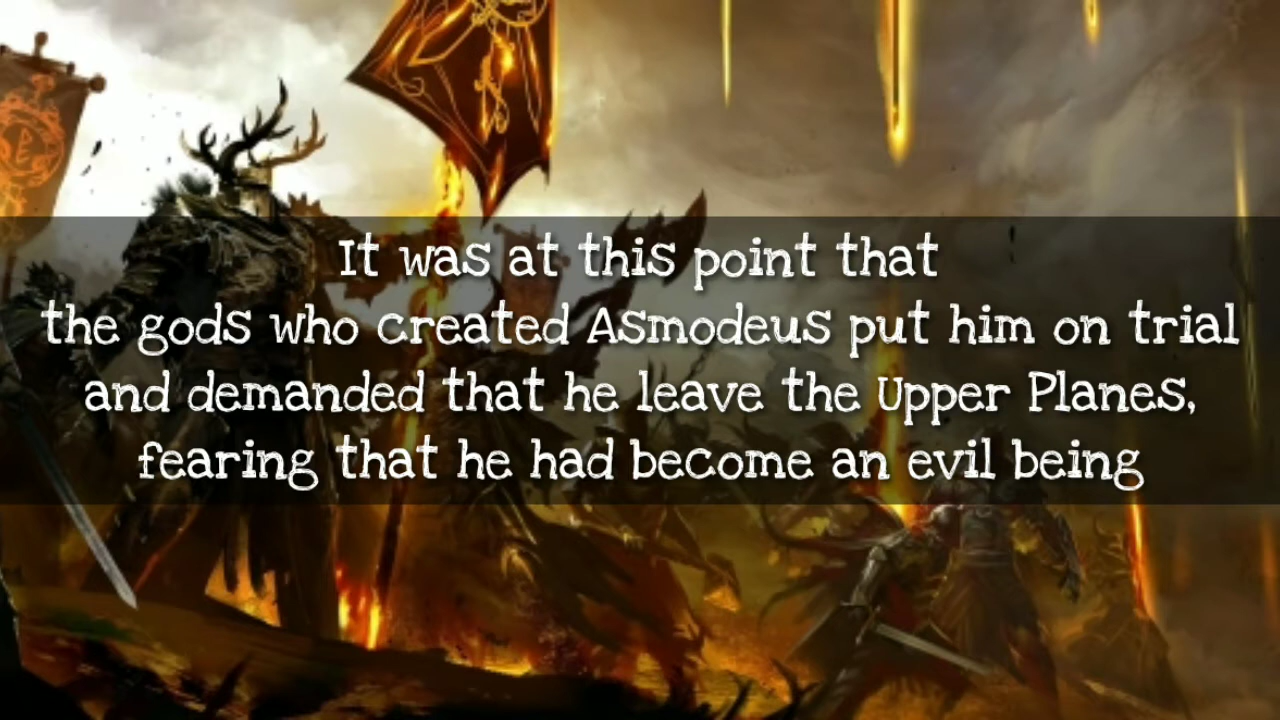 It was at this point that
the gods who created Asmodeus put him on trial
and demanded that he leave the Upper Planes,
fearing that he had become an evil being